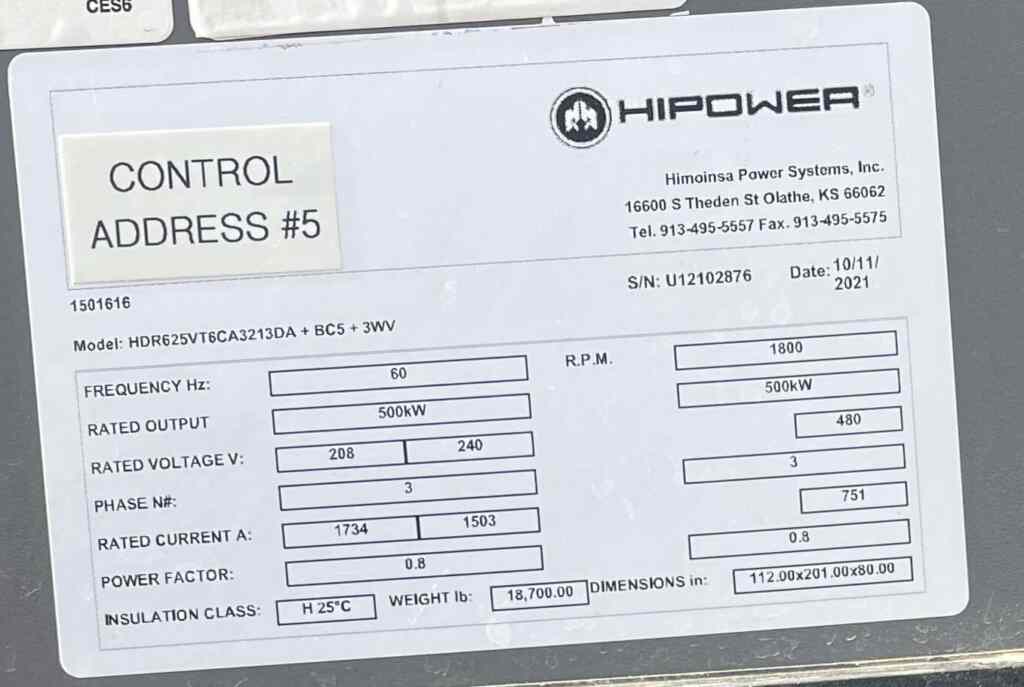 CES6
HIPOWER®
CONTROL
ADDRESS #5
Himoinsa Power Systems, Inc.
16600 S Theden St Olathe, KS 66062
Tel. 913-495-5557 Fax. 913-495-5575
1501616
S/N: U12102876 Date: 10/11/
2021
Model: HDR625VT6CA3213DA + BC5 + 3WV
FREQUENCY Hz: 60 R.P.M. 1800
RATED OUTPUT 500kW 500kW
RATED VOLTAGE V: 208 240 480
PHASE N#: 3 3
RATED CURRENT A: 1734 1503 751
POWER FACTOR: 0.8 0.8
INSULATION CLASS: H 25°C WEIGHT lb: 18,700.00 DIMENSIONS in: 112.00x201.00x80.00